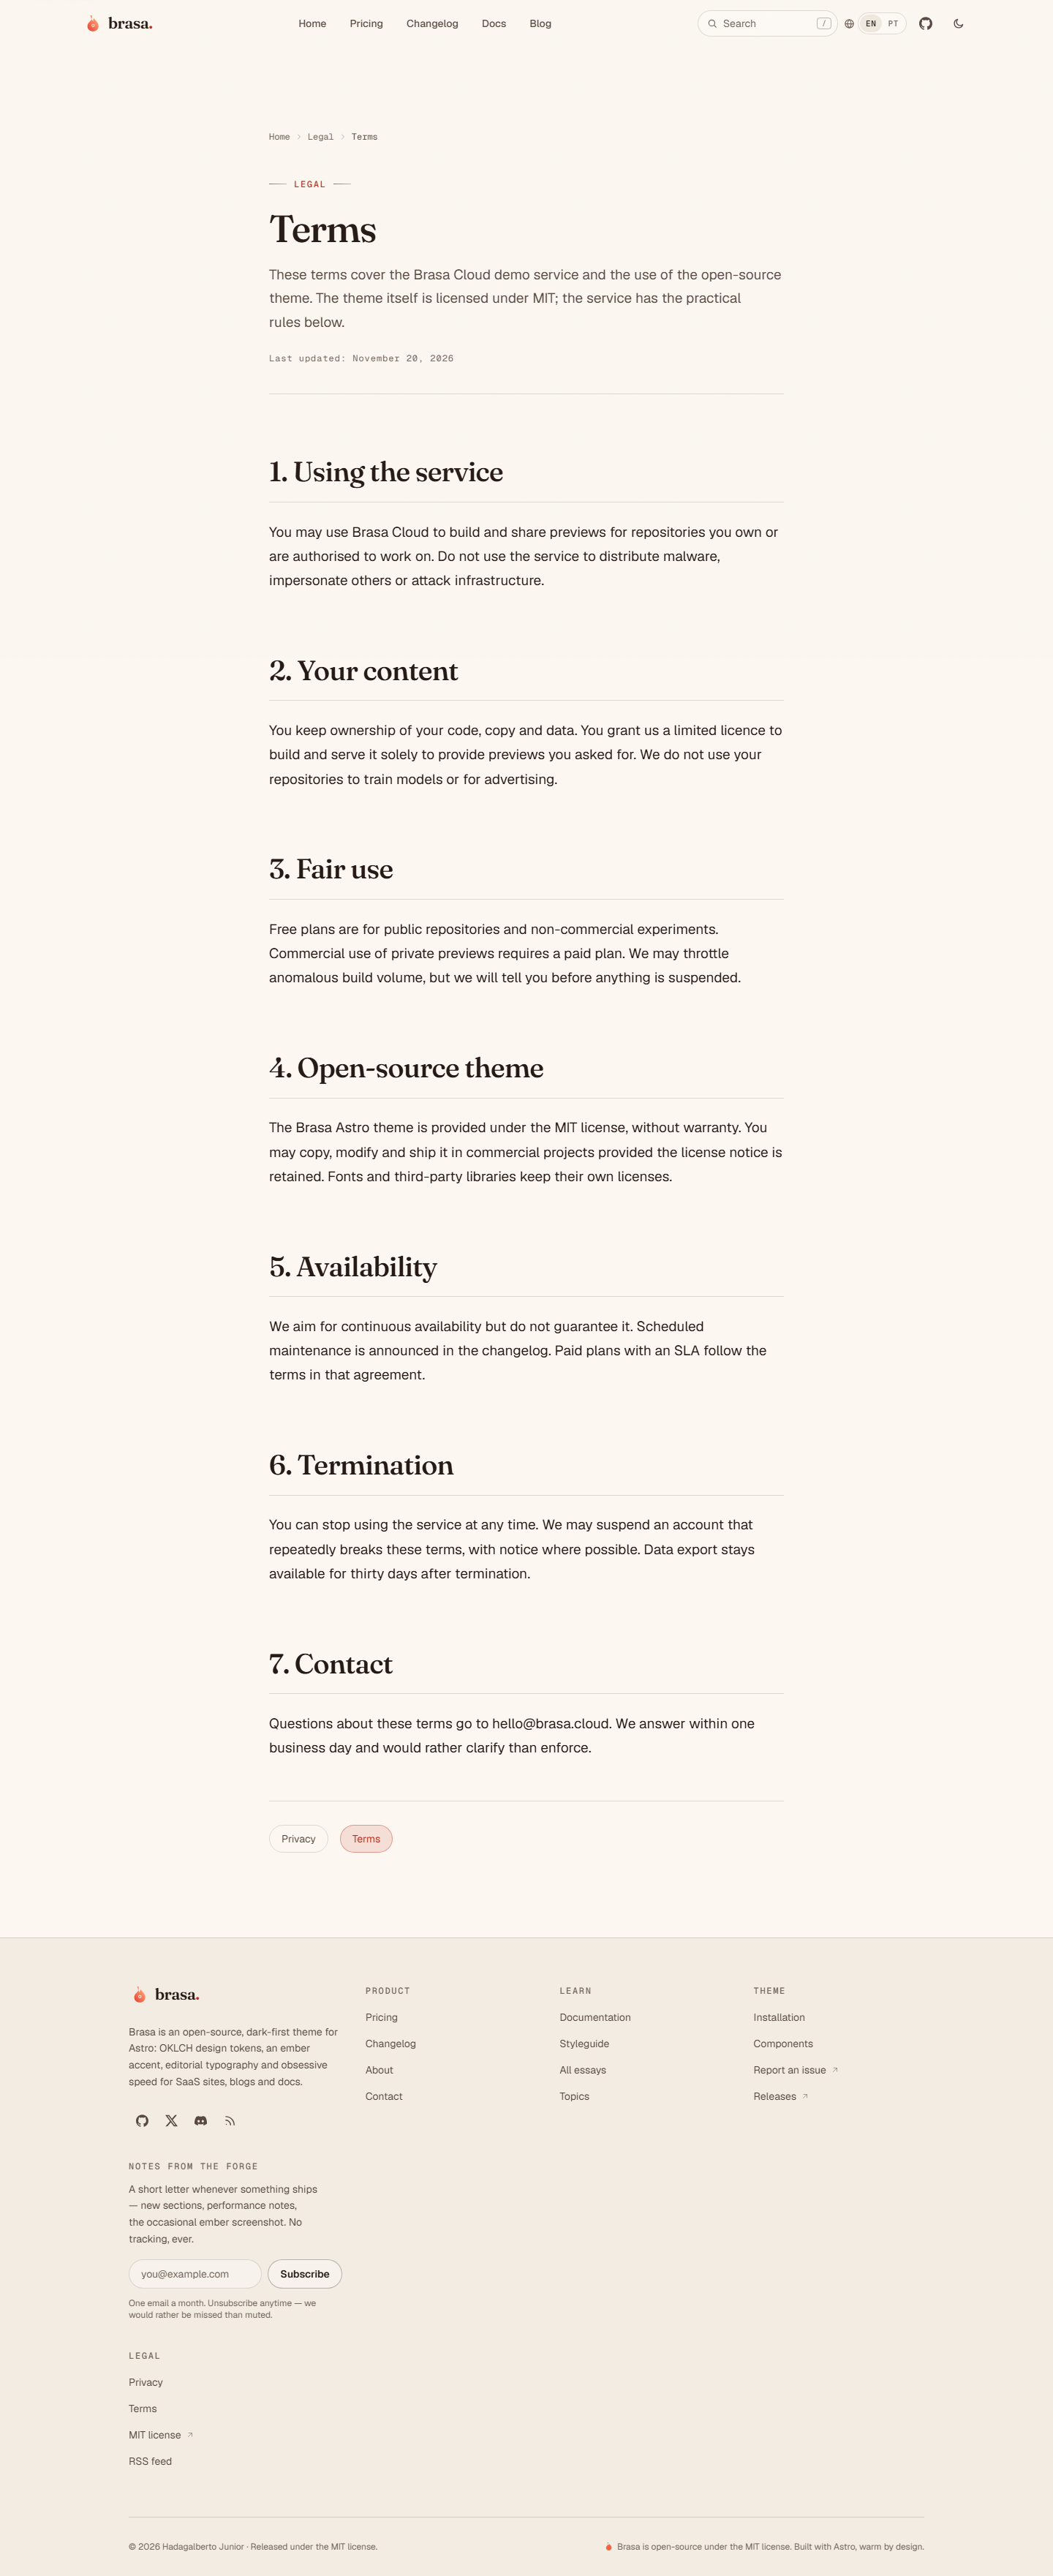 brasa.
Home
Pricing
Changelog
Docs
Blog
Search
/
EN
PT
Home
Legal
Terms
LEGAL
Terms
These terms cover the Brasa Cloud demo service and the use of the open-source
theme. The theme itself is licensed under MIT; the service has the practical
rules below.
Last updated: November 20, 2026
1. Using the service
You may use Brasa Cloud to build and share previews for repositories you own or
are authorised to work on. Do not use the service to distribute malware,
impersonate others or attack infrastructure.
2. Your content
You keep ownership of your code, copy and data. You grant us a limited licence to
build and serve it solely to provide previews you asked for. We do not use your
repositories to train models or for advertising.
3. Fair use
Free plans are for public repositories and non-commercial experiments.
Commercial use of private previews requires a paid plan. We may throttle
anomalous build volume, but we will tell you before anything is suspended.
4. Open-source theme
The Brasa Astro theme is provided under the MIT license, without warranty. You
may copy, modify and ship it in commercial projects provided the license notice is
retained. Fonts and third-party libraries keep their own licenses.
5. Availability
We aim for continuous availability but do not guarantee it. Scheduled
maintenance is announced in the changelog. Paid plans with an SLA follow the
terms in that agreement.
6. Termination
You can stop using the service at any time. We may suspend an account that
repeatedly breaks these terms, with notice where possible. Data export stays
available for thirty days after termination.
7. Contact
Questions about these terms go to hello@brasa.cloud. We answer within one
business day and would rather clarify than enforce.
Privacy
Terms
brasa.
Brasa is an open-source, dark-first theme for
Astro: OKLCH design tokens, an ember
accent, editorial typography and obsessive
speed for SaaS sites, blogs and docs.
NOTES FROM THE FORGE
A short letter whenever something ships
— new sections, performance notes,
the occasional ember screenshot. No
tracking, ever.
you@example.com
Subscribe
One email a month. Unsubscribe anytime — we
would rather be missed than muted.
PRODUCT
Pricing
Changelog
About
Contact
LEARN
Documentation
Styleguide
All essays
Topics
THEME
Installation
Components
Report an issue
Releases
LEGAL
Privacy
Terms
MIT license
RSS feed
© 2026 Hadagalberto Junior · Released under the MIT license.
Brasa is open-source under the MIT license. Built with Astro, warm by design.